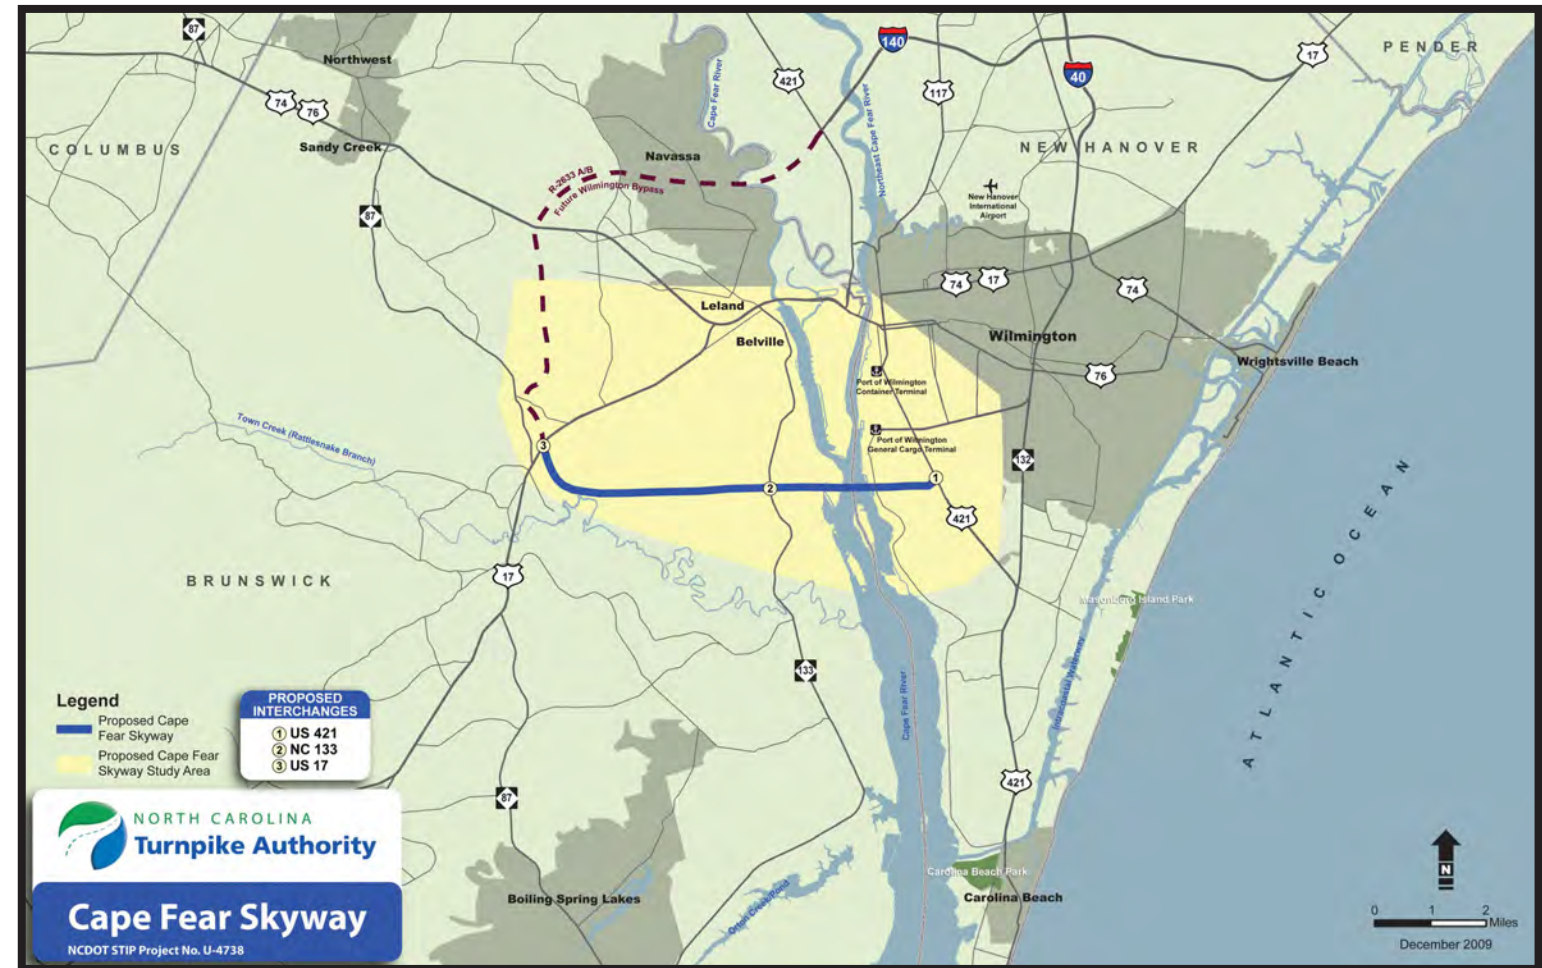 87
Northwest
74
76
Sandy Creek
COLUMBUS
87
R-2633 A/B
Future Wilmington Bypass
Navassa
Cape Fear River
421
Northeast Cape Fear River
140
117
40
17
PENDER
NEW HANOVER
New Hanover
International
Airport
74
17
74
Wilmington
76
Wrightsville Beach
Leland
Belville
Port of Wilmington
Container Terminal
Port of Wilmington
General Cargo Terminal
132
Town Creek (Rattlesnake Branch)
3
2
1
421
BRUNSWICK
17
133
Masonboro Island Park
Intracoastal Waterway
ATLANTIC OCEAN
Cape Fear River
421
87
Boiling Spring Lakes
Orton Creek Pond
Carolina Beach Park
Carolina Beach
Legend
Proposed Cape
Fear Skyway
Proposed Cape Fear
Skyway Study Area
PROPOSED
INTERCHANGES
1 US 421
2 NC 133
3 US 17
NORTH CAROLINA
Turnpike Authority
Cape Fear Skyway
NCDOT STIP Project No. U-4738
N
0 1 2
Miles
December 2009